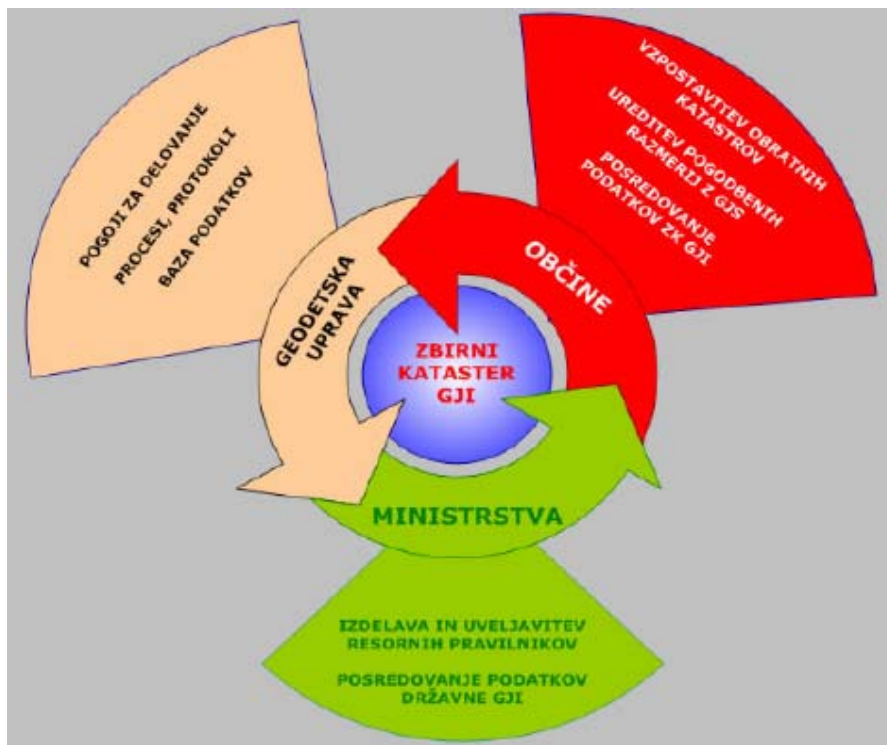 POGOJI ZA DELOVANJE
PROCESI, PROTOKOLI
BAZA PODATKOV
VZPOSTAVITEV OBRATNIH
KATASTROV
UREDITEV POGODBENIH
RAZMERIJ Z GJS
POSREDOVANJE
PODATKOV ZK GJI
GEODETSKA
UPRAVA
OBČINE
ZBIRNI
KATASTER
GJI
MINISTRSTVA
IZDELAVA IN UVELJAVITEV
RESORNIH PRAVILNIKOV
POSREDOVANJE PODATKOV
DRŽAVNE GJI